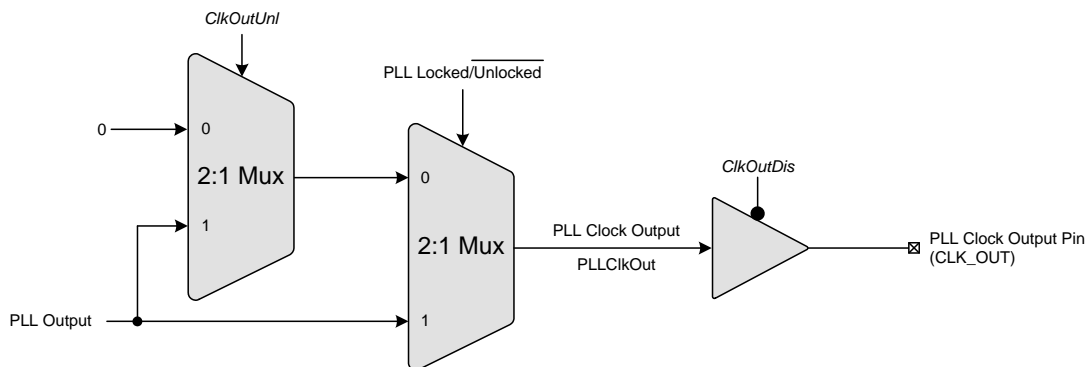 ClkOutUnl
PLL Locked/Unlocked
0
0
2:1 Mux
1
0
2:1 Mux
1
ClkOutDis
PLL Clock Output
PLLClkOut
PLL Clock Output Pin
(CLK_OUT)
PLL Output